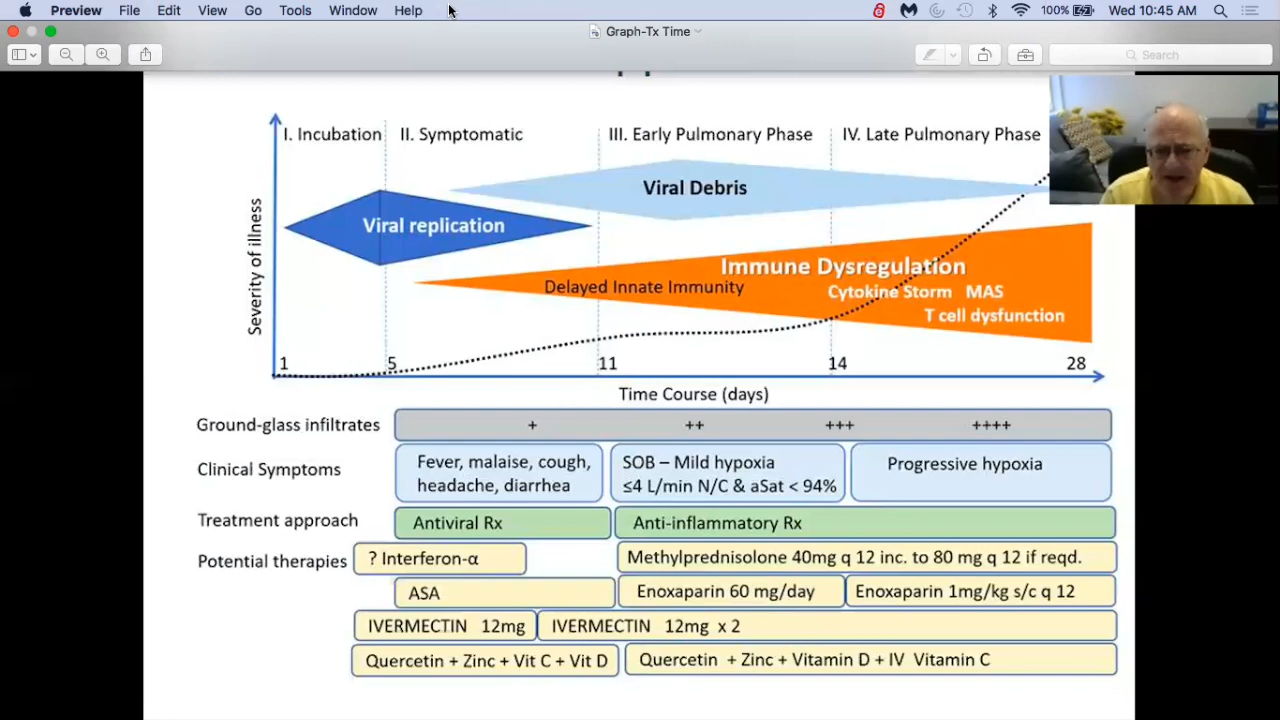 Preview File Edit View Go Tools Window Help 100% Wed 10:45 AM
Graph-Tx Time
Search
I. Incubation II. Symptomatic III. Early Pulmonary Phase IV. Late Pulmonary Phase
Viral Debris
Viral replication
Severity of illness
Immune Dysregulation
Delayed Innate Immunity
Cytokine Storm MAS
T cell dysfunction
1 5 11 14 28
Time Course (days)
Ground-glass infiltrates + ++ +++ ++++
Clinical Symptoms
Fever, malaise, cough,
headache, diarrhea
SOB – Mild hypoxia
≤4 L/min N/C & aSat < 94%
Progressive hypoxia
Treatment approach Antiviral Rx Anti-inflammatory Rx
Potential therapies ? Interferon-α Methylprednisolone 40mg q 12 inc. to 80 mg q 12 if reqd.
ASA Enoxaparin 60 mg/day Enoxaparin 1mg/kg s/c q 12
IVERMECTIN 12mg IVERMECTIN 12mg x 2
Quercetin + Zinc + Vit C + Vit D Quercetin + Zinc + Vitamin D + IV Vitamin C